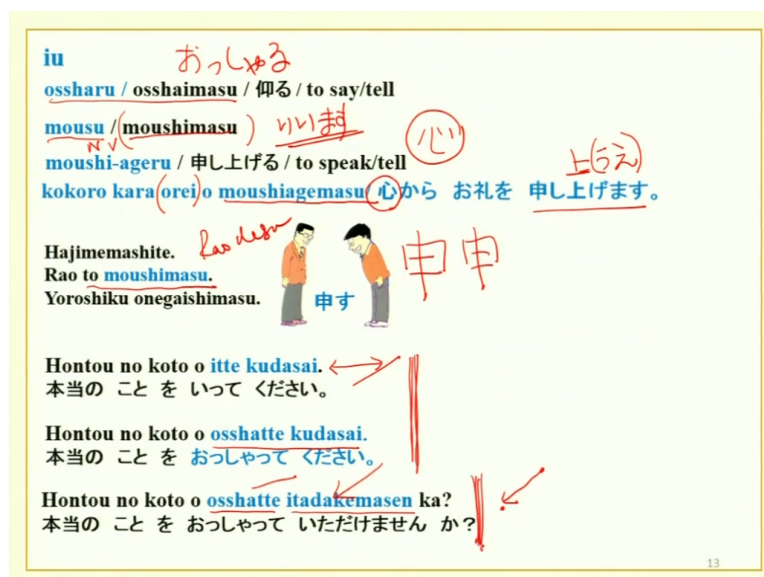 iu おっしゃる
ossharu / osshaimasu / 仰る / to say/tell
mousu /(moushimasu ) いいます
N V
心
moushi-ageru / 申し上げる / to speak/tell 上(うえ)
kokoro kara(orei)o moushiagemasu/ 心から お礼を 申し上げます。
Rao desu
Hajimemashite.
Rao to moushimasu. 申 申
Yoroshiku onegaishimasu. 申す
Hontou no koto o itte kudasai.
本当の こと を いって ください。
Hontou no koto o osshatte kudasai.
本当の こと を おっしゃって ください。
Hontou no koto o osshatte itadakemasen ka?
本当の こと を おっしゃって いただけません か?
13